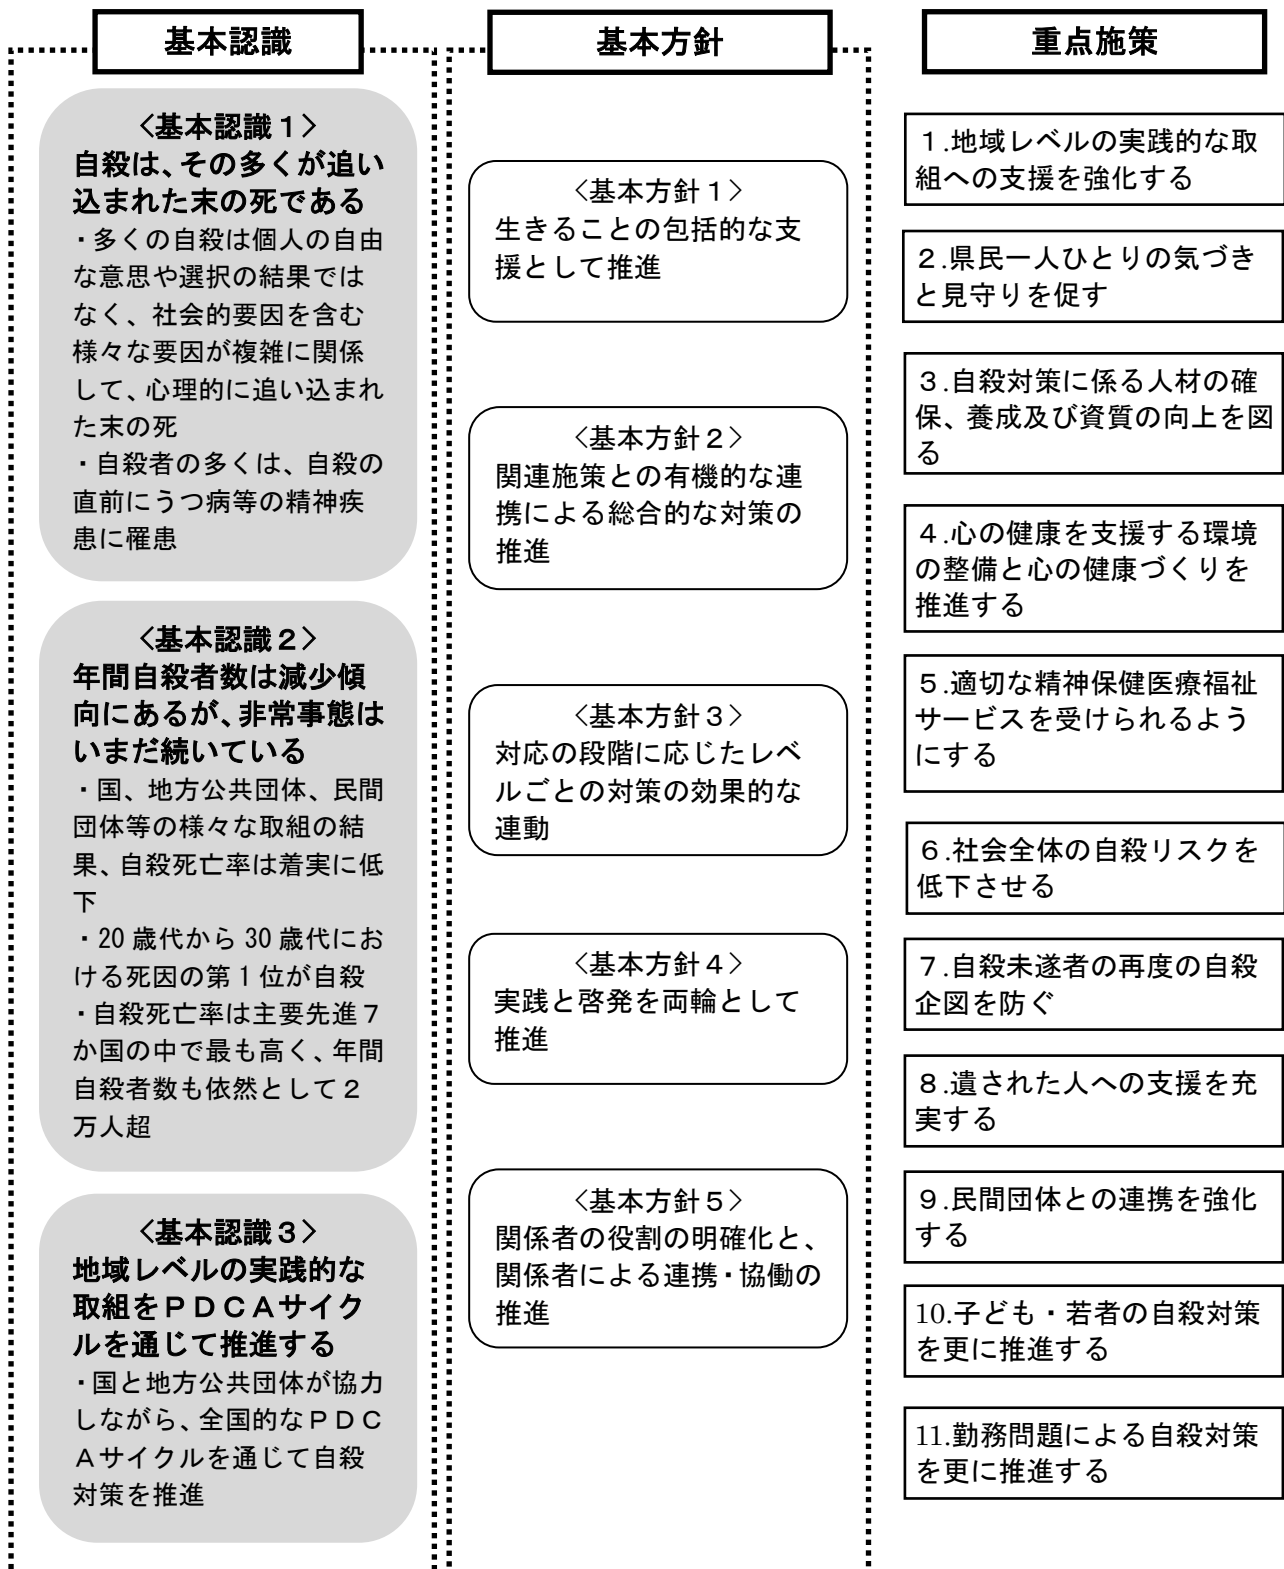 基本認識
〈基本認識１〉
自殺は、その多くが追い
込まれた末の死である
・多くの自殺は個人の自由
な意思や選択の結果では
なく、社会的要因を含む
様々な要因が複雑に関係
して、心理的に追い込まれ
た末の死
・自殺者の多くは、自殺の
直前にうつ病等の精神疾
患に罹患
〈基本認識２〉
年間自殺者数は減少傾
向にあるが、非常事態は
いまだ続いている
・国、地方公共団体、民間
団体等の様々な取組の結
果、自殺死亡率は着実に低
下
・20歳代から30歳代にお
ける死因の第1位が自殺
・自殺死亡率は主要先進７
か国の中で最も高く、年間
自殺者数も依然として２
万人超
〈基本認識３〉
地域レベルの実践的な
取組をＰＤＣＡサイク
ルを通じて推進する
・国と地方公共団体が協力
しながら、全国的なＰＤＣ
Ａサイクルを通じて自殺
対策を推進
基本方針
〈基本方針１〉
生きることの包括的な支
援として推進
〈基本方針２〉
関連施策との有機的な連
携による総合的な対策の
推進
〈基本方針３〉
対応の段階に応じたレベ
ルごとの対策の効果的な
連動
〈基本方針４〉
実践と啓発を両輪として
推進
〈基本方針５〉
関係者の役割の明確化と、
関係者による連携・協働の
推進
重点施策
１.地域レベルの実践的な取
組への支援を強化する
２.県民一人ひとりの気づき
と見守りを促す
３.自殺対策に係る人材の確
保、養成及び資質の向上を図
る
４.心の健康を支援する環境
の整備と心の健康づくりを
推進する
５.適切な精神保健医療福祉
サービスを受けられるよう
にする
６.社会全体の自殺リスクを
低下させる
７.自殺未遂者の再度の自殺
企図を防ぐ
８.遺された人への支援を充
実する
９.民間団体との連携を強化
する
10.子ども・若者の自殺対策
を更に推進する
11.勤務問題による自殺対策
を更に推進する